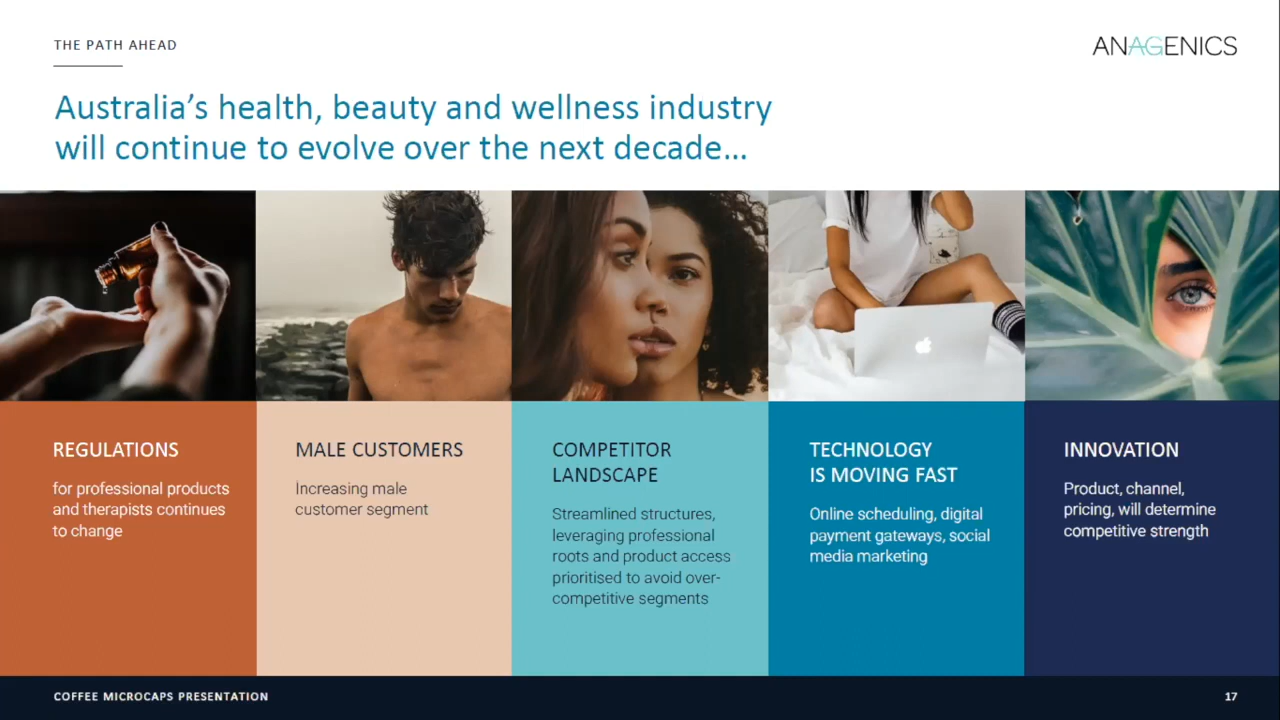 THE PATH AHEAD
ANAGENICS
Australia's health, beauty and wellness industry
will continue to evolve over the next decade...
REGULATIONS
for professional products
and therapists continues
to change
MALE CUSTOMERS
Increasing male
customer segment
COMPETITOR
LANDSCAPE
Streamlined structures,
leveraging professional
roots and product access
prioritised to avoid over-
competitive segments
TECHNOLOGY
IS MOVING FAST
Online scheduling, digital
payment gateways, social
media marketing
INNOVATION
Product, channel,
pricing, will determine
competitive strength
COFFEE MICROCAPS PRESENTATION
17